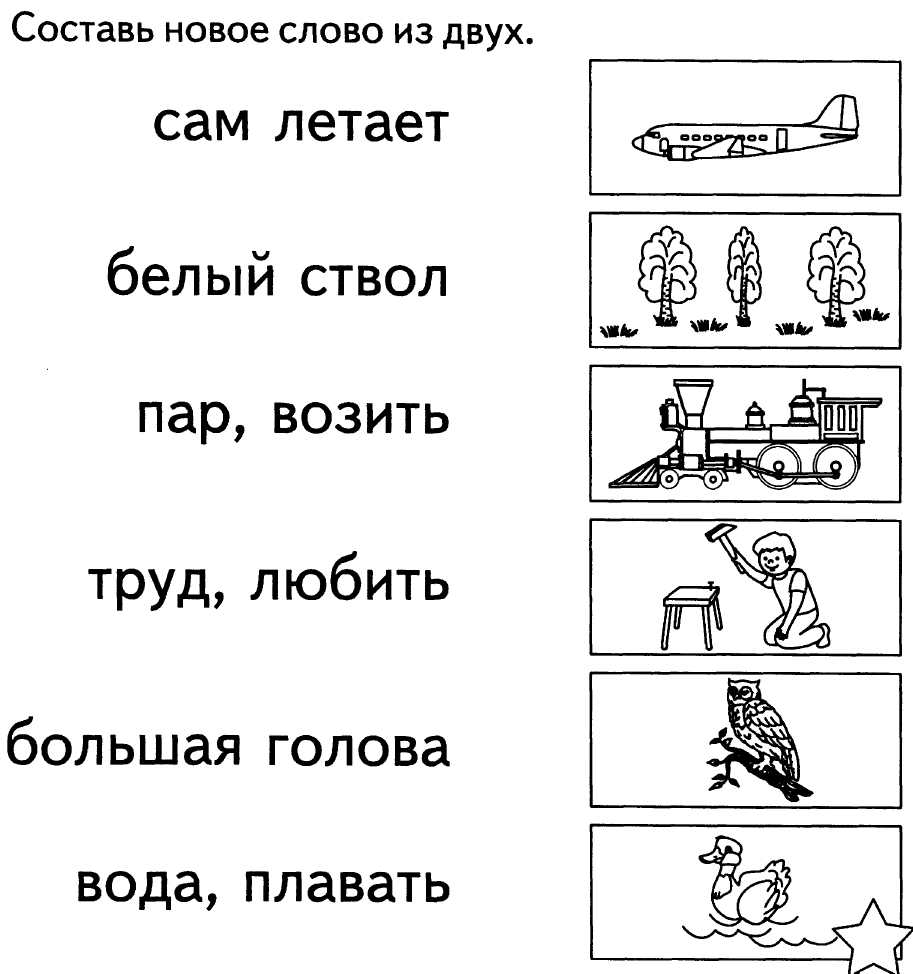 Составь новое слово из двух.
сам летает
белый ствол
пар, возить
труд, любить
большая голова
вода, плавать